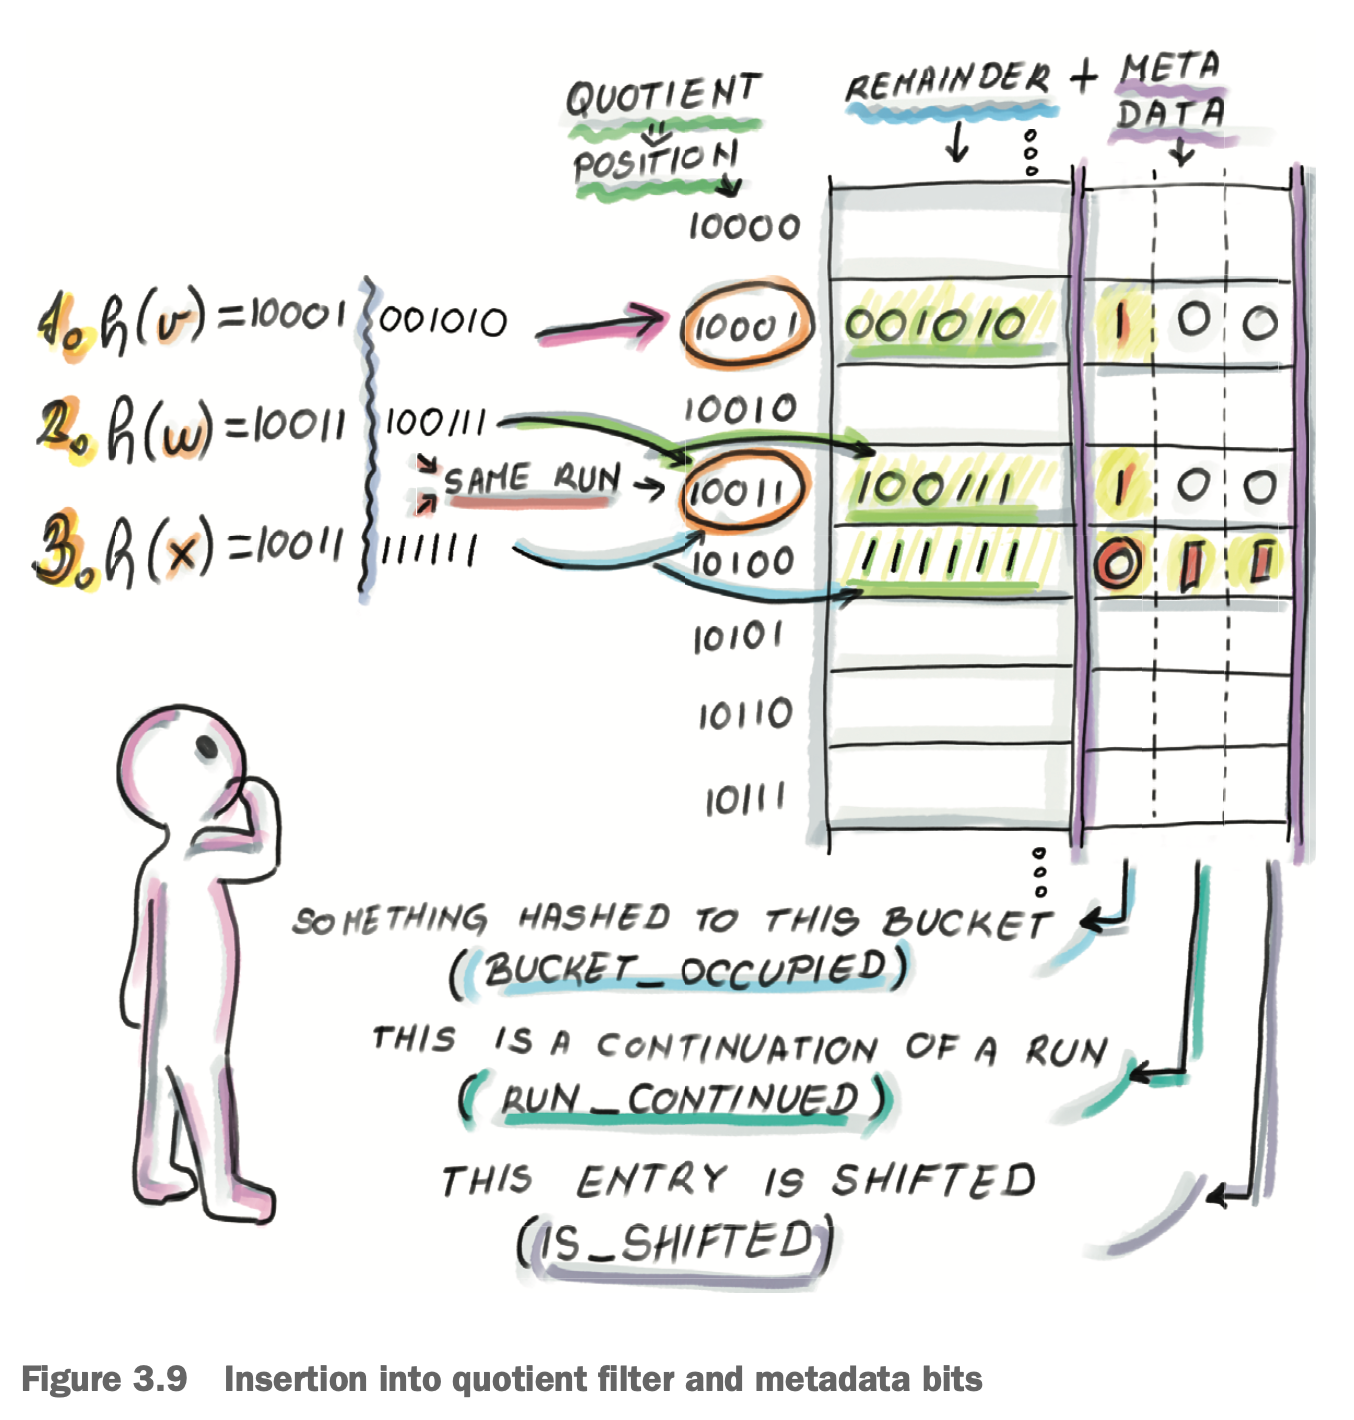 QUOTIENT
POSITION
REMAINDER + META
DATA
10000
1. h(v) = 10001 001010
10001 001010 1 0 0
10010
2. h(w) = 10011 100111
SAME RUN
10011 100111 1 0 0
3. h(x) = 10011 111111
10100 111111 0 1 1
10101
10110
10111
SOMETHING HASHED TO THIS BUCKET
(BUCKET_OCCUPIED)
THIS IS A CONTINUATION OF A RUN
(RUN_CONTINUED)
THIS ENTRY IS SHIFTED
(IS_SHIFTED)
Figure 3.9 Insertion into quotient filter and metadata bits